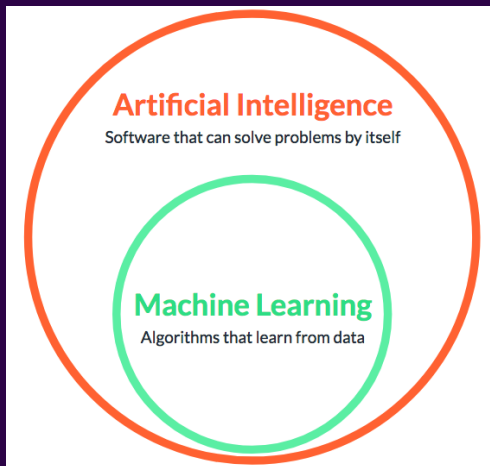 Artificial Intelligence
Software that can solve problems by itself
Machine Learning
Algorithms that learn from data